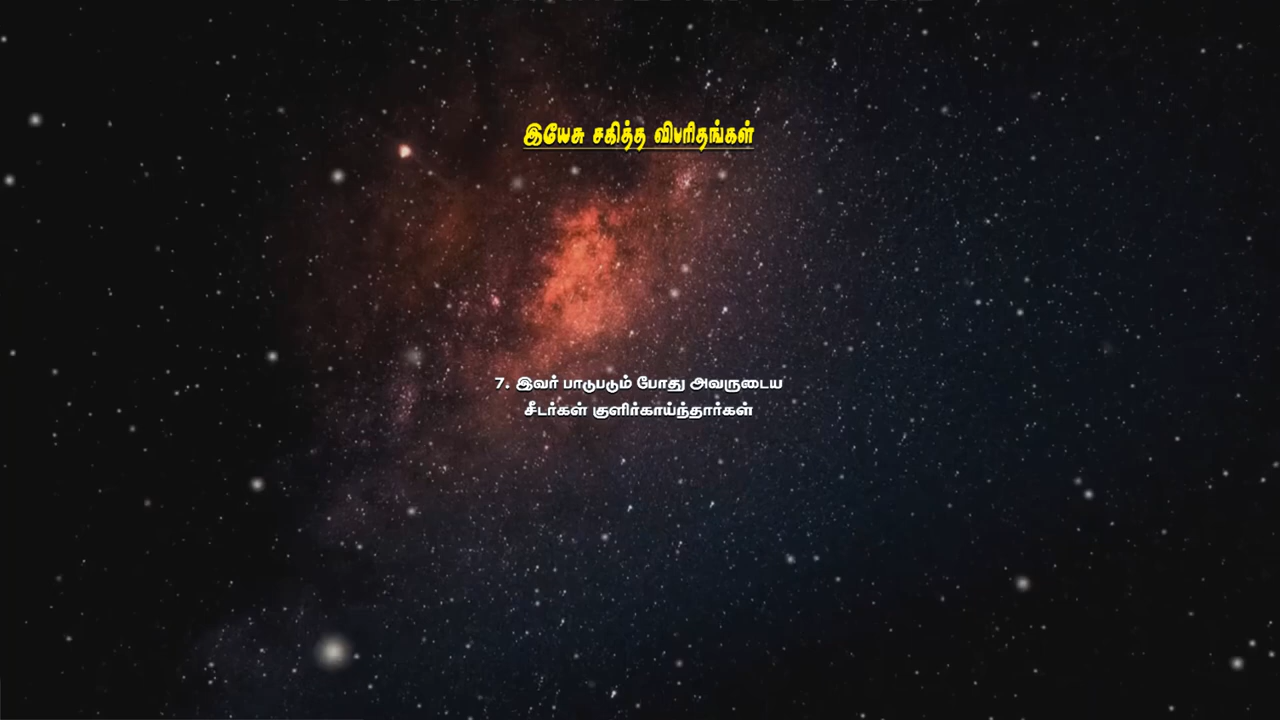 இயேசு சகித்த விபரிதங்கள்
7. இவர் பாடுபடும் போது அவருடைய
சீடர்கள் குளிர்காய்ந்தார்கள்